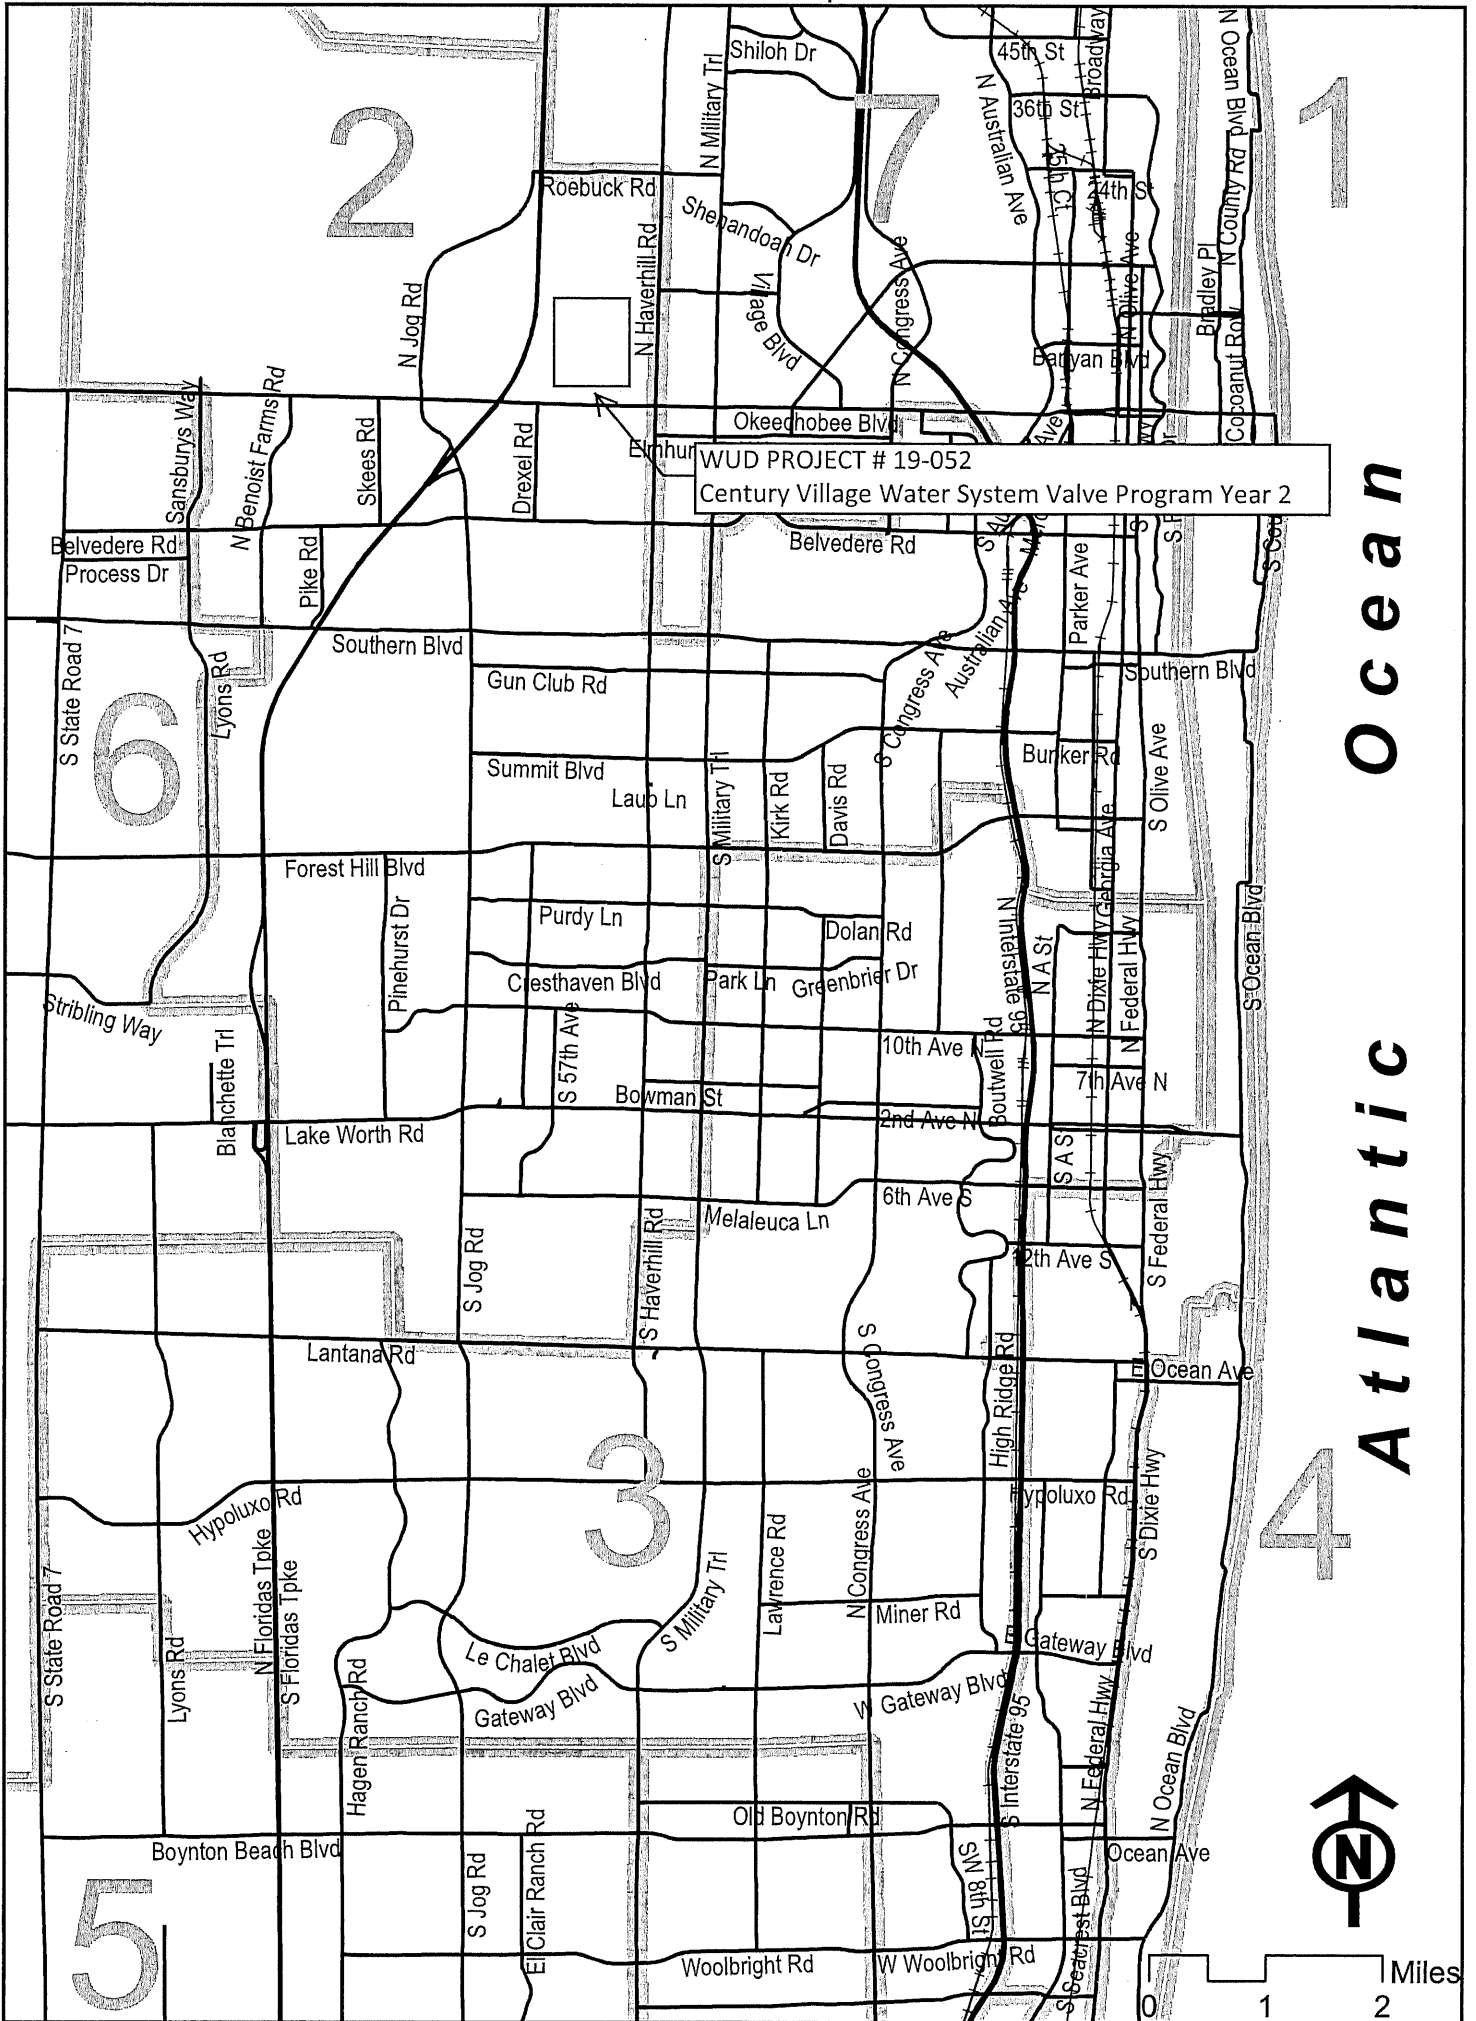 Shiloh Dr
45th St
Broadway
N Ocean Blvd
2
N Military Trl
7
N Australian Ave
36th St
1
25th Ct
24th St
N County Rd
Roebuck Rd
Shenandoah Dr
N Haverhill Rd
N Jog Rd
Village Blvd
N Congress Ave
N Olive Ave
Bradley Pl
Banyan Blvd
Cocoanut Row
Sansburys Way
N Benoist Farms Rd
Skees Rd
Drexel Rd
Okeechobee Blvd
WUD PROJECT # 19-052
Century Village Water System Valve Program Year 2
Belvedere Rd
Process Dr
Pike Rd
Belvedere Rd
Parker Ave
Australian Ave
S State Road 7
Lyons Rd
Southern Blvd
Gun Club Rd
S Congress Ave
Southern Blvd
6
Summit Blvd
Laub Ln
S Military Trl
Kirk Rd
Davis Rd
Bunker Rd
S Olive Ave
Forest Hill Blvd
Georgia Ave
Pinehurst Dr
Purdy Ln
Dolan Rd
N Interstate 95
N A St
N Dixie Hwy
N Federal Hwy
S Ocean Blvd
Cresthaven Blvd
Park Ln
Greenbrier Dr
Stribling Way
Blanchette Trl
S 57th Ave
10th Ave N
Boutwell Rd
7th Ave N
Bowman St
2nd Ave N
Lake Worth Rd
S A St
6th Ave S
Melaleuca Ln
S Jog Rd
S Haverhill Rd
12th Ave S
S Federal Hwy
Lantana Rd
S Congress Ave
High Ridge Rd
E Ocean Ave
3
4
Hypoluxo Rd
Hypoluxo Rd
S Dixie Hwy
N Floridas Tpke
S Floridas Tpke
S State Road 7
Lyons Rd
Lawrence Rd
N Congress Ave
S Military Trl
Miner Rd
Le Chalet Blvd
E Gateway Blvd
Gateway Blvd
W Gateway Blvd
Hagen Ranch Rd
S Interstate 95
N Federal Hwy
N Ocean Blvd
Old Boynton Rd
Boynton Beach Blvd
Ocean Ave
5
S Jog Rd
El Clair Ranch Rd
SW 8th St
S Seacrest Blvd
Woolbright Rd
W Woolbright Rd
Atlantic Ocean
N
Miles
0 1 2